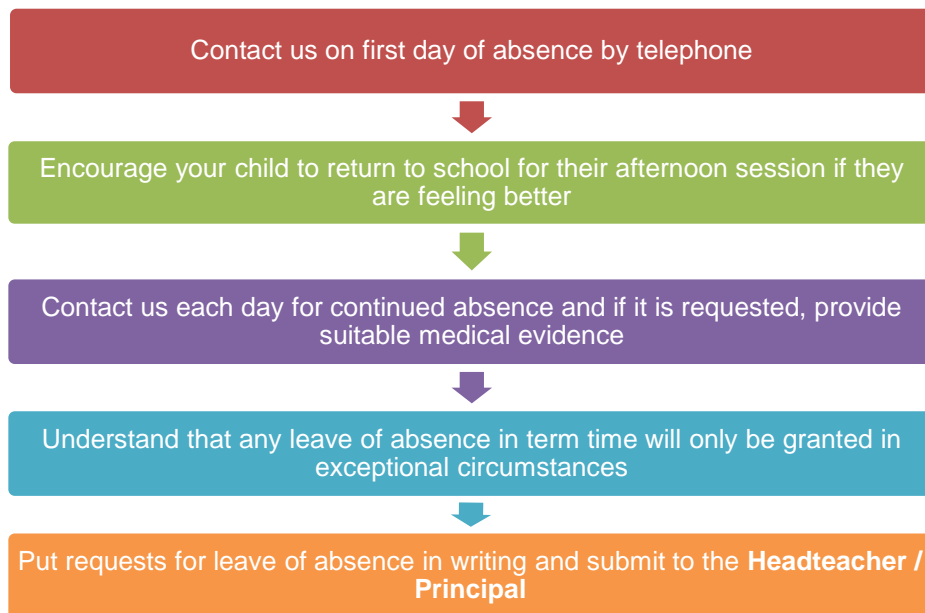 Contact us on first day of absence by telephone
Encourage your child to return to school for their afternoon session if they
are feeling better
Contact us each day for continued absence and if it is requested, provide
suitable medical evidence
Understand that any leave of absence in term time will only be granted in
exceptional circumstances
Put requests for leave of absence in writing and submit to the Headteacher /
Principal